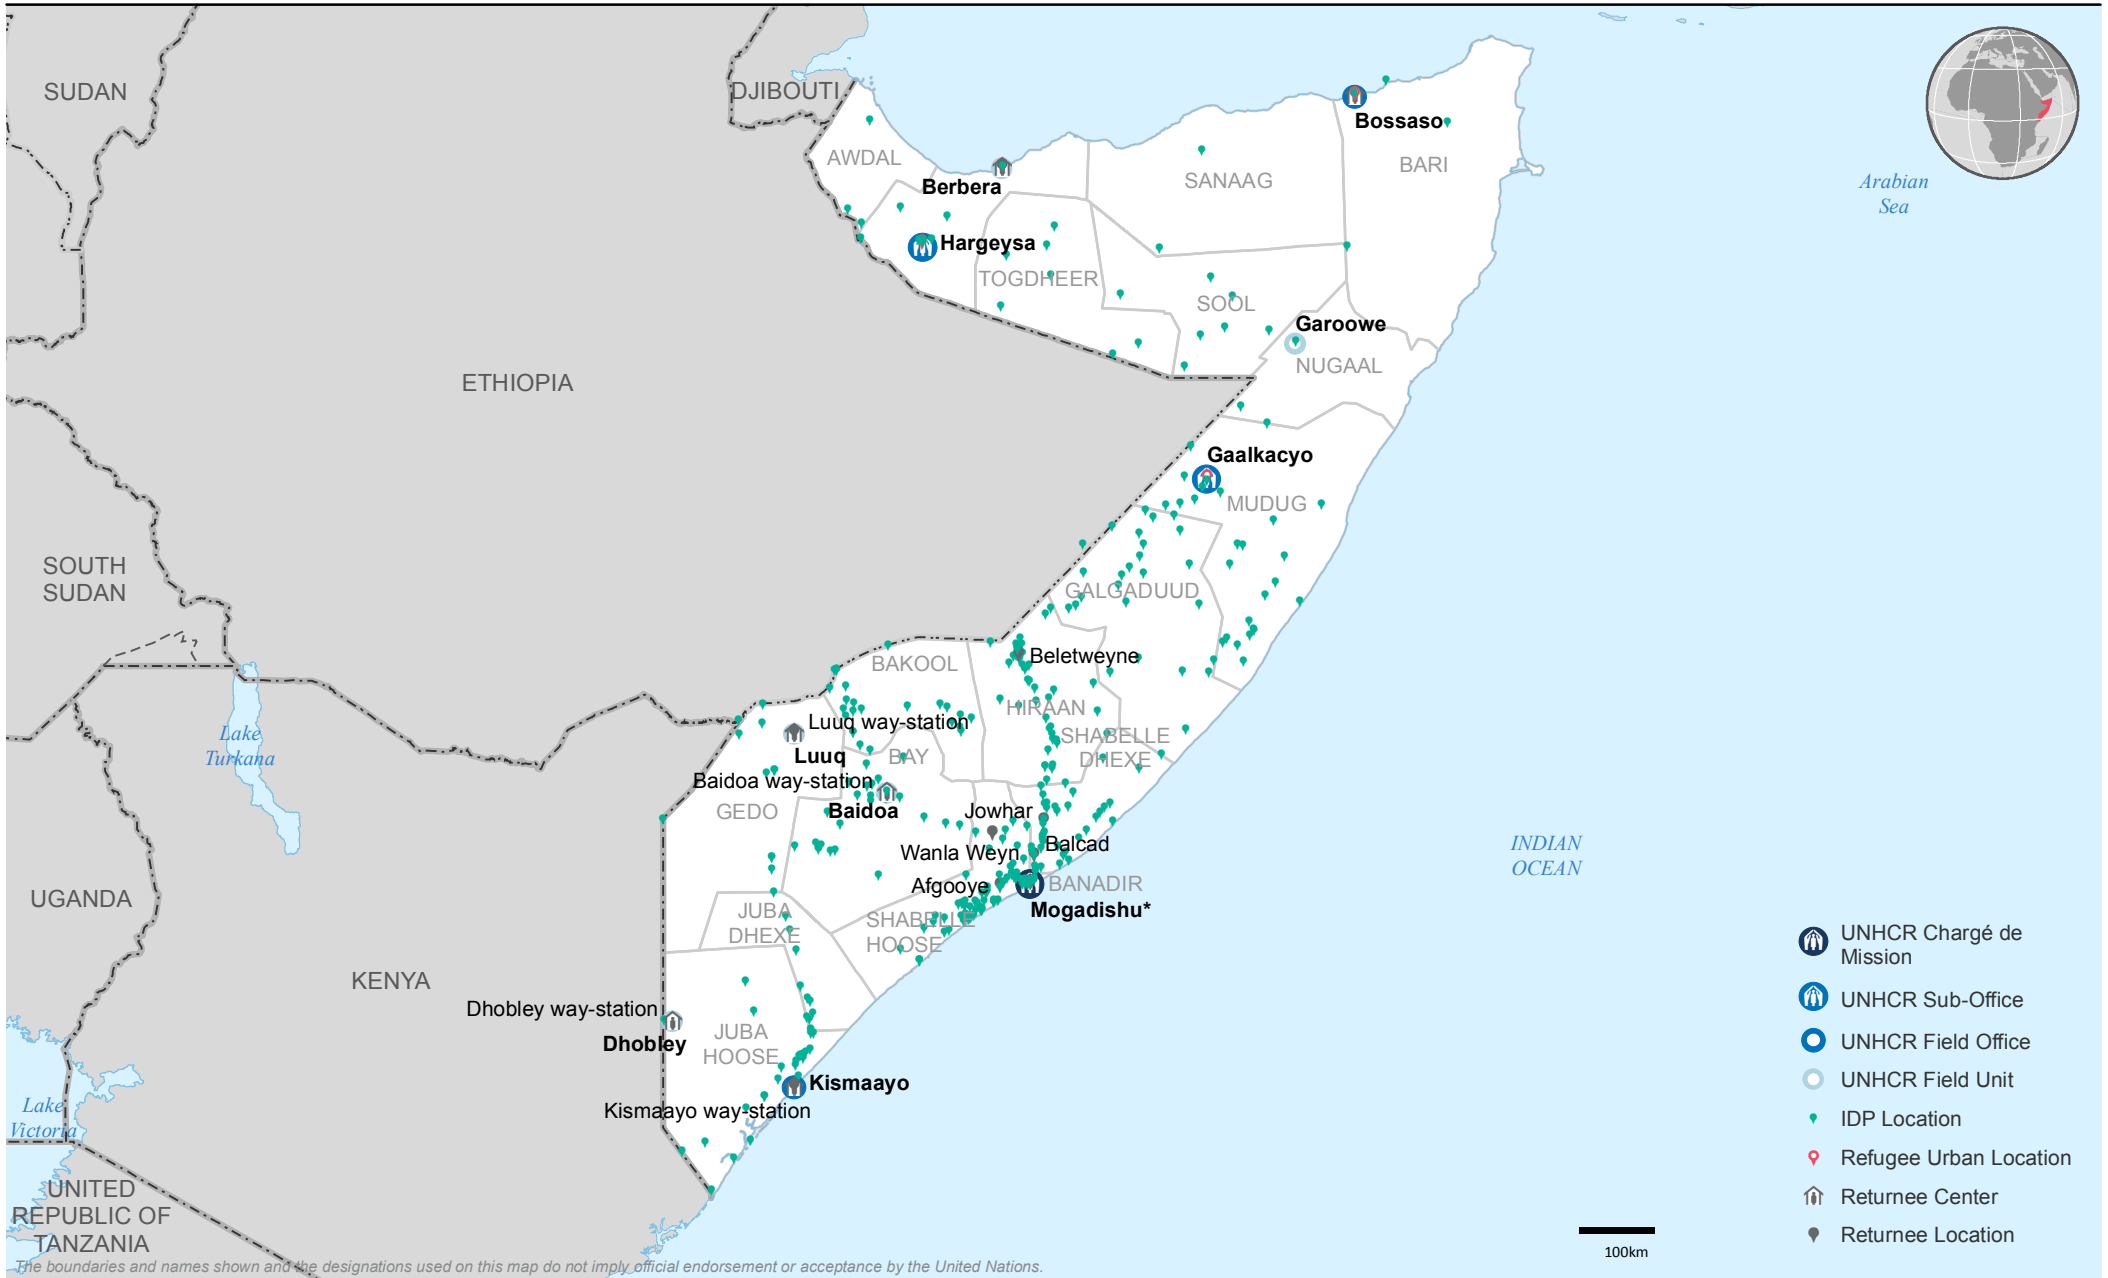 SUDAN
DJIBOUTI
Bossaso
BARI
AWDAL
SANAAG
Arabian
Sea
Berbera
Hargeysa
TOGDHEER
SOOL
Garoowe
NUGAAL
ETHIOPIA
Gaalkacyo
MUDUG
SOUTH
SUDAN
GALGADUUD
Beletweyne
BAKOOL
HIRAAN
Luuq way-station
Lake
Turkana
SHABELLE
DHEXE
Luuq
BAY
Baidoa way-station
GEDO
Baidoa
Jowhar
Balcad
Wanla Weyn
INDIAN
OCEAN
Afgooye
BANADIR
UGANDA
Mogadishu*
JUBA
DHEXE
SHABELLE
HOOSE
KENYA
Dhobley way-station
Dhobley
JUBA
HOOSE
Kismaayo
Kismaayo way-station
Lake
Victoria
UNITED
REPUBLIC OF
TANZANIA
UNHCR Chargé de
Mission
UNHCR Sub-Office
UNHCR Field Office
UNHCR Field Unit
IDP Location
Refugee Urban Location
Returnee Center
Returnee Location
100km
The boundaries and names shown and the designations used on this map do not imply official endorsement or acceptance by the United Nations.